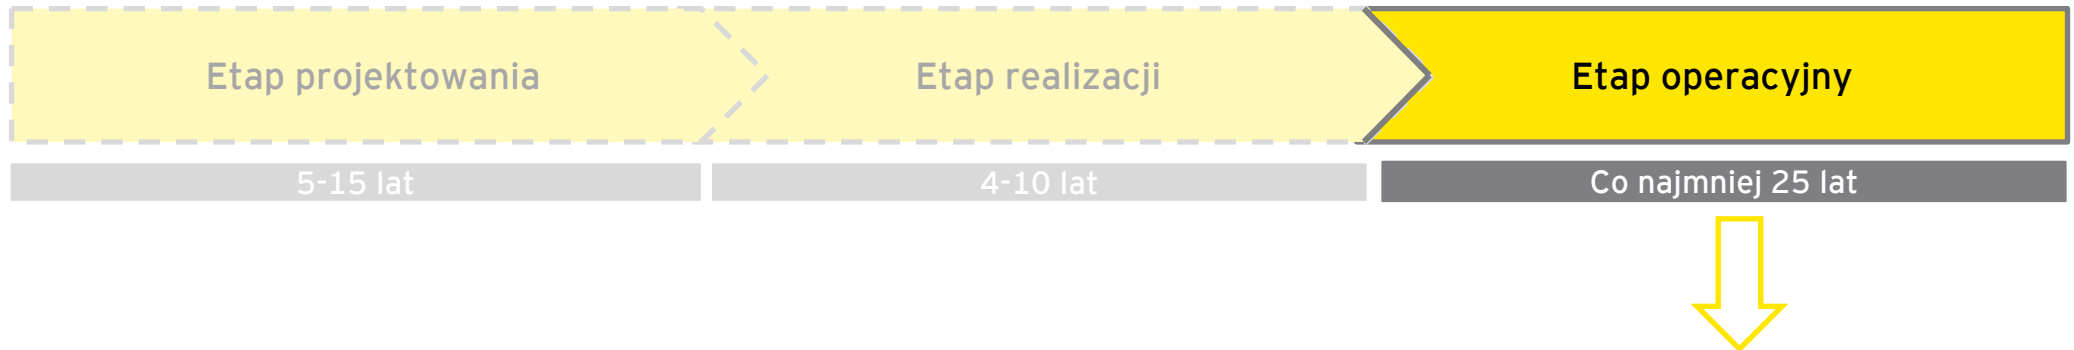 Etap projektowania
Etap realizacji
Etap operacyjny
5-15 lat
4-10 lat
Co najmniej 25 lat